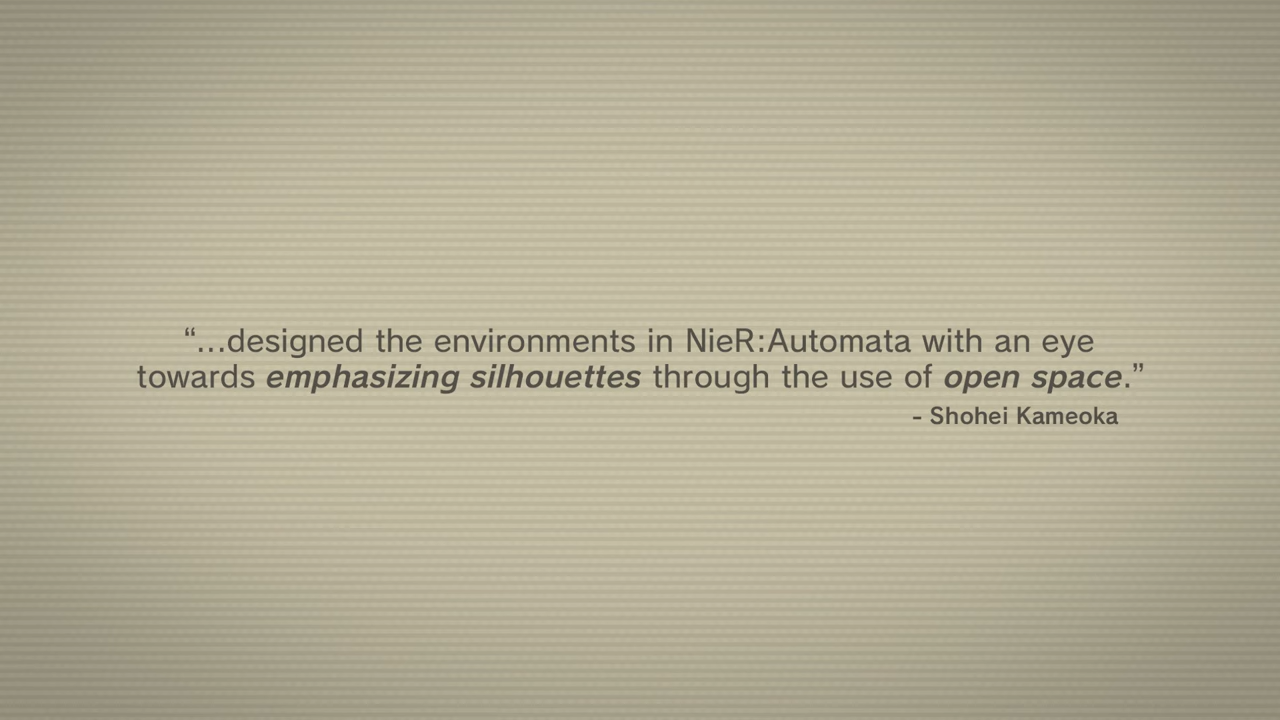 “...designed the environments in NieR:Automata with an eye
towards emphasizing silhouettes through the use of open space.”
- Shohei Kameoka